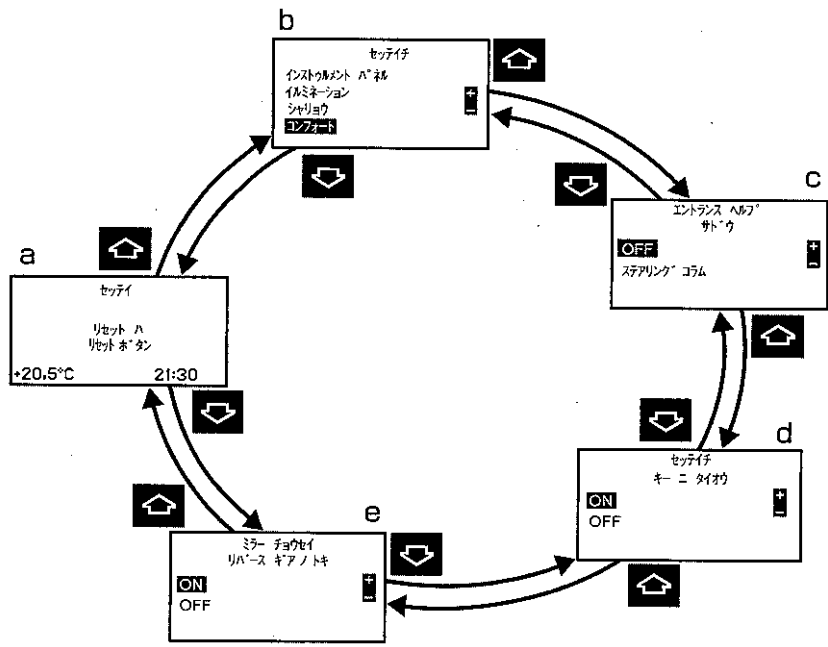 b
セッテイチ
インストゥルメント パネル
イルミネーション
シャリョウ
コンフォート
+
−
c
エントランス ヘルプ
サドウ
OFF
ステアリング コラム
+
−
a
セッテイ
リセット ハ
リセット ボタン
+20,5°C 21:30
d
セッテイチ
キー ニ タイオウ
ON
OFF
+
−
e
ミラー チョウセイ
リバース ギア ノ トキ
ON
OFF
+
−